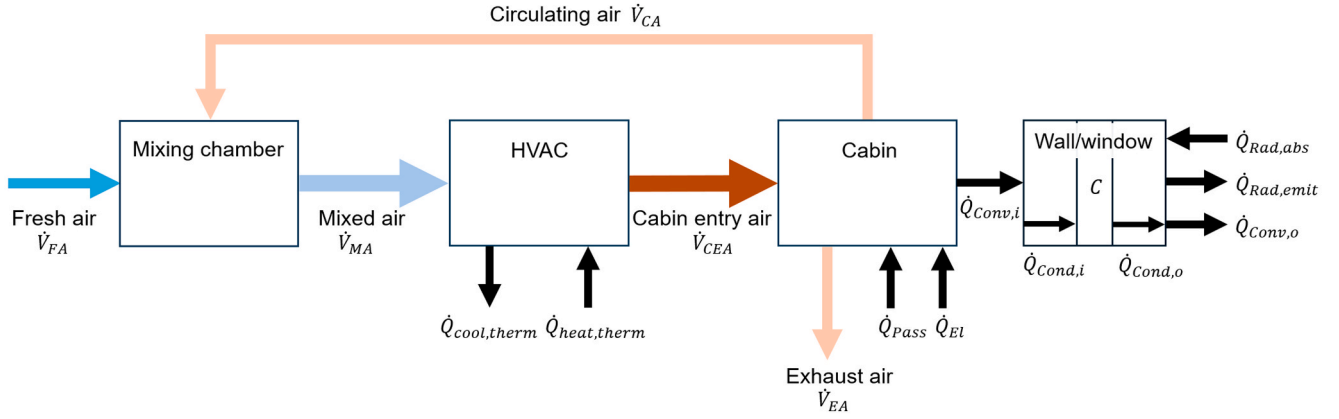 Circulating air V̇_CA
Mixing chamber
HVAC
Cabin
Wall/window
C
Q̇_Rad,abs
Q̇_Rad,emit
Q̇_Conv,o
Fresh air
V̇_FA
Mixed air
V̇_MA
Cabin entry air
V̇_CEA
Q̇_Conv,i
Q̇_Cond,i
Q̇_Cond,o
Q̇_cool,therm
Q̇_heat,therm
Q̇_Pass
Q̇_El
Exhaust air
V̇_EA